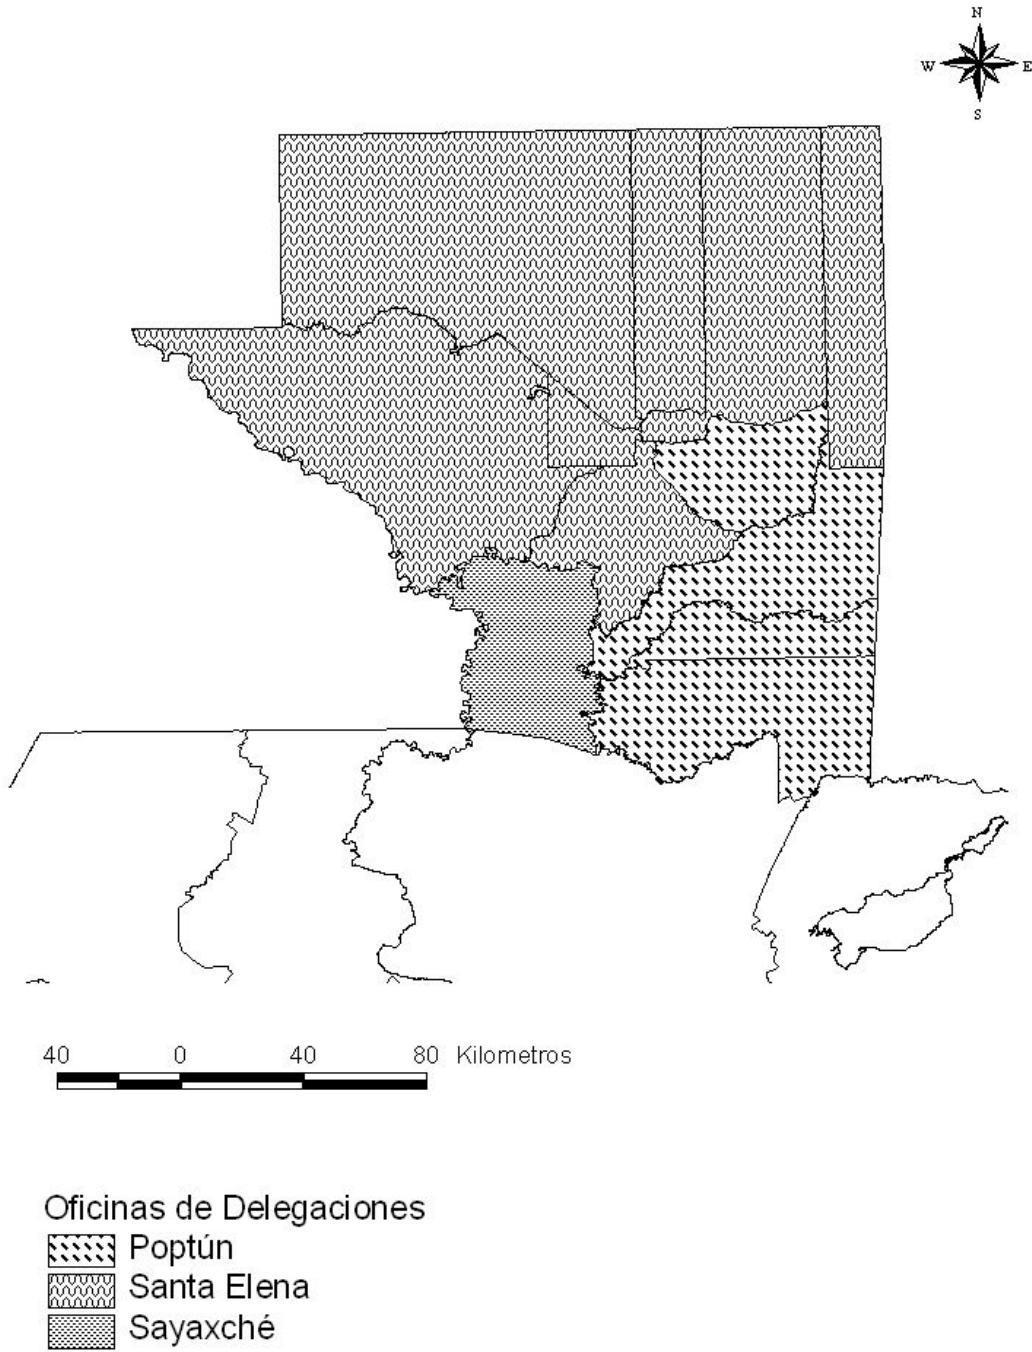 N
W E
S
40 0 40 80 Kilometros
Oficinas de Delegaciones
Poptún
Santa Elena
Sayaxché